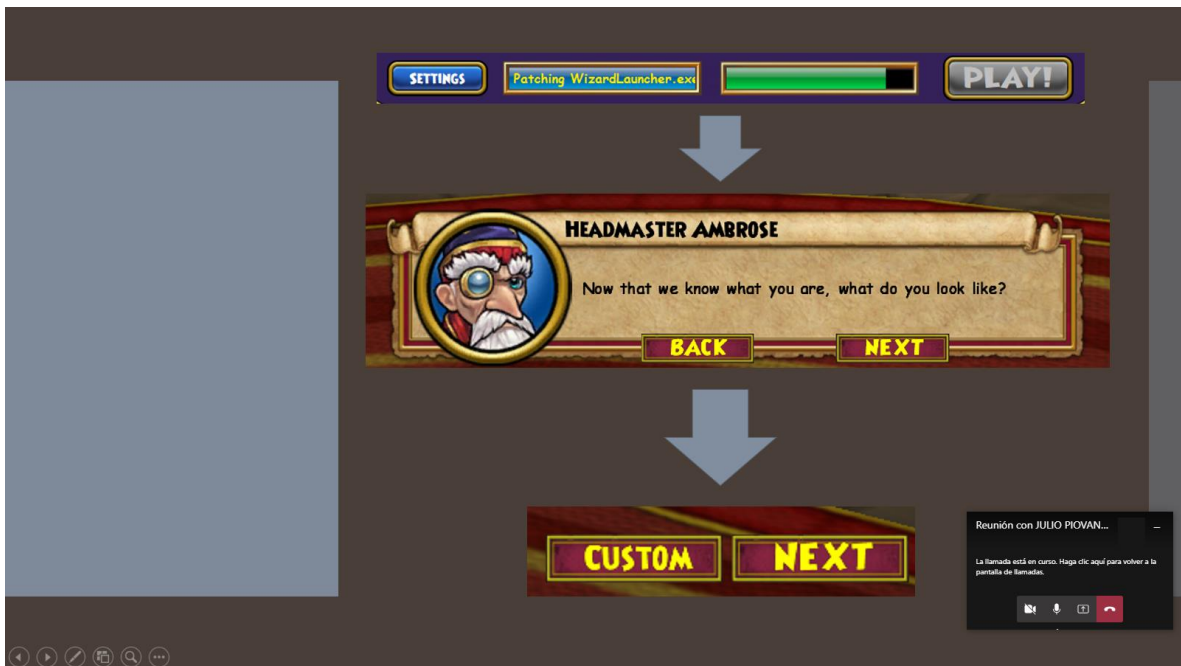 SETTINGS
Patching WizardLauncher.exe
PLAY!
HEADMASTER AMBROSE
Now that we know what you are, what do you look like?
BACK
NEXT
CUSTOM
NEXT
Reunión con JULIO PIOVAN...
La llamada está en curso. Haga clic aquí para volver a la
pantalla de llamadas.